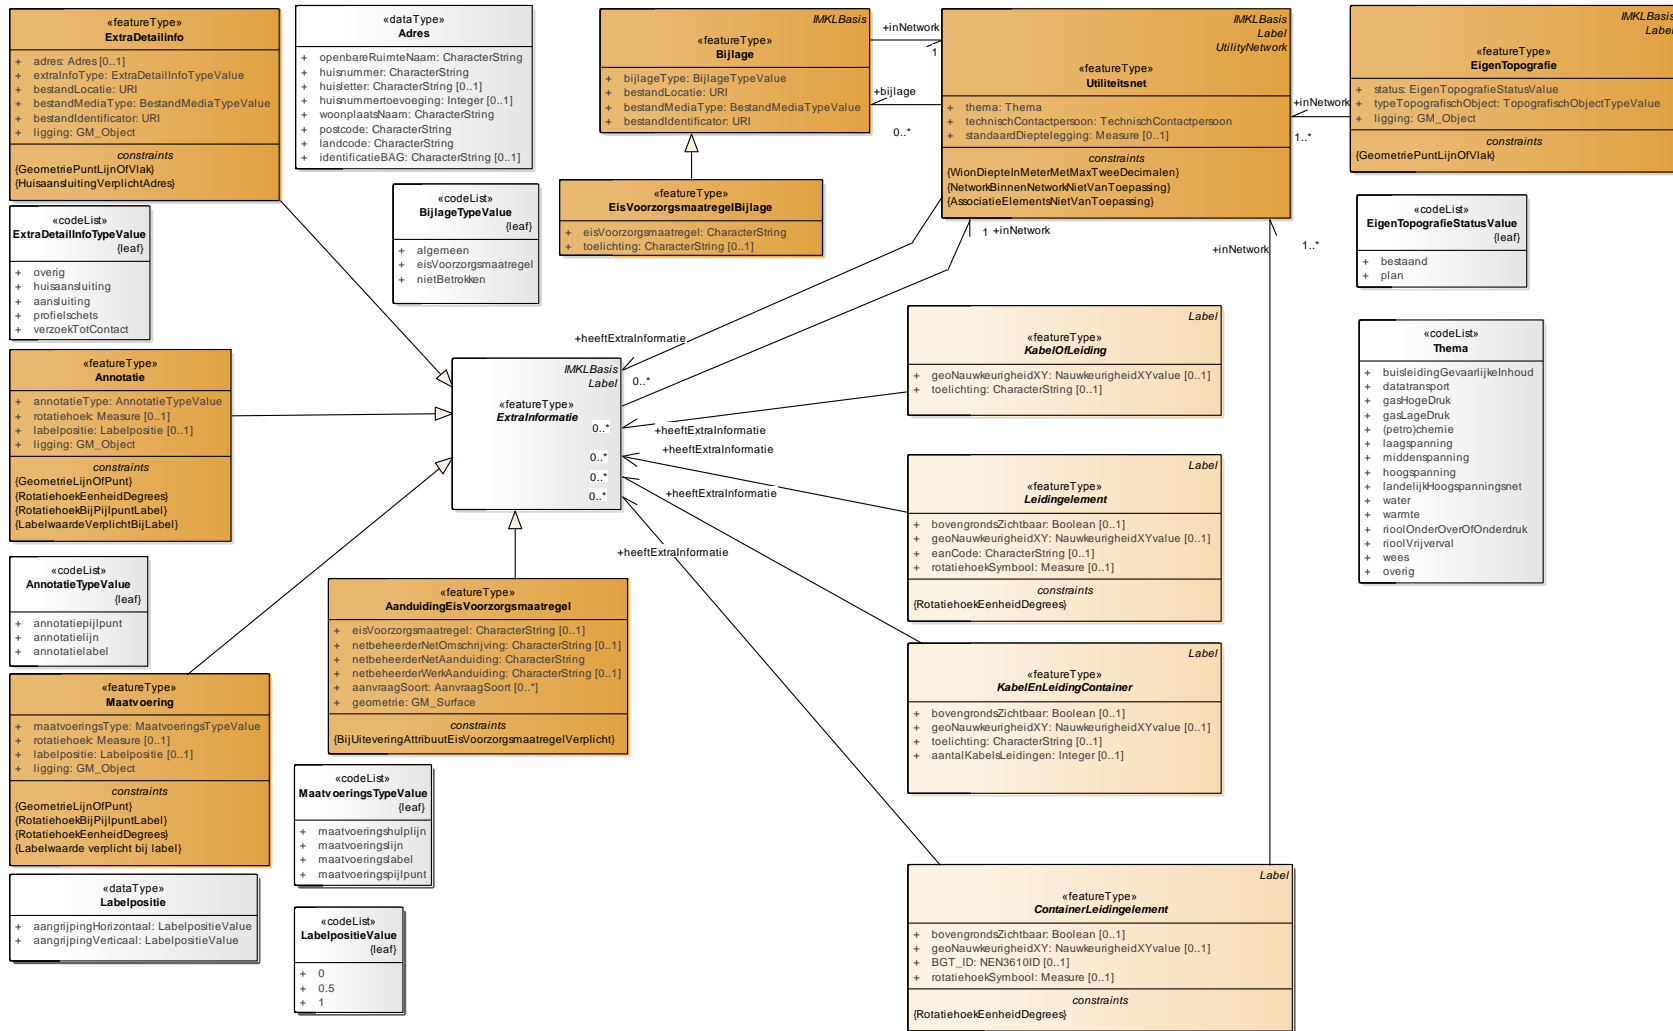 «featureType»
ExtraDetailinfo
+ adres: Adres [0..1]
+ extraInfoType: ExtraDetailInfoTypeValue
+ bestandLocatie: URI
+ bestandMediaType: BestandMediaTypeValue
+ bestandIdentificator: URI
+ ligging: GM_Object
constraints
{GeometriePuntLijnOfVlak}
{HuisaansluitingVerplichtAdres}
«dataType»
Adres
+ openbareRuimteNaam: CharacterString
+ huisnummer: CharacterString
+ huisletter: CharacterString [0..1]
+ huisnummertoevoeging: Integer [0..1]
+ woonplaatsNaam: CharacterString
+ postcode: CharacterString
+ landcode: CharacterString
+ identificatieBAG: CharacterString [0..1]
IMKLBasis
«featureType»
Bijlage
+ bijlageType: BijlageTypeValue
+ bestandLocatie: URI
+ bestandMediaType: BestandMediaTypeValue
+ bestandIdentificator: URI
+inNetwork
1
+bijlage
0..*
IMKLBasis
Label
UtilityNetwork
«featureType»
Utiliteitsnet
+ thema: Thema
+ technischContactpersoon: TechnischContactpersoon
+ standaardDieptelegging: Measure [0..1]
constraints
{WionDiepteInMeterMetMaxTweeDecimalen}
{NetworkBinnenNetworkNietVanToepassing}
{AssociatieElementsNietVanToepassing}
+inNetwork
1..*
IMKLBasis
Label
«featureType»
EigenTopografie
+ status: EigenTopografieStatusValue
+ typeTopografischObject: TopografischObjectTypeValue
+ ligging: GM_Object
constraints
{GeometriePuntLijnOfVlak}
«codeList»
ExtraDetailInfoTypeValue
{leaf}
+ overig
+ huisaansluiting
+ aansluiting
+ profielschets
+ verzoekTotContact
«codeList»
BijlageTypeValue
{leaf}
+ algemeen
+ eisVoorzorgsmaatregel
+ nietBetrokken
«featureType»
EisVoorzorgsmaatregelBijlage
+ eisVoorzorgsmaatregel: CharacterString
+ toelichting: CharacterString [0..1]
1 +inNetwork
+inNetwork
1..*
«codeList»
EigenTopografieStatusValue
{leaf}
+ bestaand
+ plan
«codeList»
Thema
+ buisleidingGevaarlijkeInhoud
+ datatransport
+ gasHogeDruk
+ gasLageDruk
+ (petro)chemie
+ laagspanning
+ middenspanning
+ hoogspanning
+ landelijkHoogspanningsnet
+ water
+ warmte
+ rioolOnderOverOfOnderdruk
+ rioolVrijverval
+ wees
+ overig
«featureType»
Annotatie
+ annotatieType: AnnotatieTypeValue
+ rotatiehoek: Measure [0..1]
+ labelpositie: Labelpositie [0..1]
+ ligging: GM_Object
constraints
{GeometrieLijnOfPunt}
{RotatiehoekEenheidDegrees}
{RotatiehoekBijPijlpuntLabel}
{LabelwaardeVerplichtBijLabel}
+heeftExtraInformatie
0..*
IMKLBasis
Label
«featureType»
ExtraInformatie
0..*
0..*
0..*
0..*
+heeftExtraInformatie
+heeftExtraInformatie
+heeftExtraInformatie
+heeftExtraInformatie
Label
«featureType»
KabelOfLeiding
+ geoNauwkeurigheidXY: NauwkeurigheidXYvalue [0..1]
+ toelichting: CharacterString [0..1]
Label
«featureType»
Leidingelement
+ bovengrondsZichtbaar: Boolean [0..1]
+ geoNauwkeurigheidXY: NauwkeurigheidXYvalue [0..1]
+ eanCode: CharacterString [0..1]
+ rotatiehoekSymbool: Measure [0..1]
constraints
{RotatiehoekEenheidDegrees}
«codeList»
AnnotatieTypeValue
{leaf}
+ annotatiepijlpunt
+ annotatielijn
+ annotatielabel
«featureType»
AanduidingEisVoorzorgsmaatregel
+ eisVoorzorgsmaatregel: CharacterString [0..1]
+ netbeheerderNetOmschrijving: CharacterString [0..1]
+ netbeheerderNetAanduiding: CharacterString
+ netbeheerderWerkAanduiding: CharacterString [0..1]
+ aanvraagSoort: AanvraagSoort [0..*]
+ geometrie: GM_Surface
constraints
{BijUiteveringAttribuutEisVoorzorgsmaatregelVerplicht}
Label
«featureType»
KabelEnLeidingContainer
+ bovengrondsZichtbaar: Boolean [0..1]
+ geoNauwkeurigheidXY: NauwkeurigheidXYvalue [0..1]
+ toelichting: CharacterString [0..1]
+ aantalKabelsLeidingen: Integer [0..1]
«featureType»
Maatvoering
+ maatvoeringsType: MaatvoeringsTypeValue
+ rotatiehoek: Measure [0..1]
+ labelpositie: Labelpositie [0..1]
+ ligging: GM_Object
constraints
{GeometrieLijnOfPunt}
{RotatiehoekBijPijlpuntLabel}
{RotatiehoekEenheidDegrees}
{Labelwaarde verplicht bij label}
«codeList»
MaatvoeringsTypeValue
{leaf}
+ maatvoeringshulplijn
+ maatvoeringslijn
+ maatvoeringslabel
+ maatvoeringspijlpunt
«dataType»
Labelpositie
+ aangrijpingHorizontaal: LabelpositieValue
+ aangrijpingVerticaal: LabelpositieValue
«codeList»
LabelpositieValue
{leaf}
+ 0
+ 0.5
+ 1
Label
«featureType»
ContainerLeidingelement
+ bovengrondsZichtbaar: Boolean [0..1]
+ geoNauwkeurigheidXY: NauwkeurigheidXYvalue [0..1]
+ BGT_ID: NEN3610ID [0..1]
+ rotatiehoekSymbool: Measure [0..1]
constraints
{RotatiehoekEenheidDegrees}